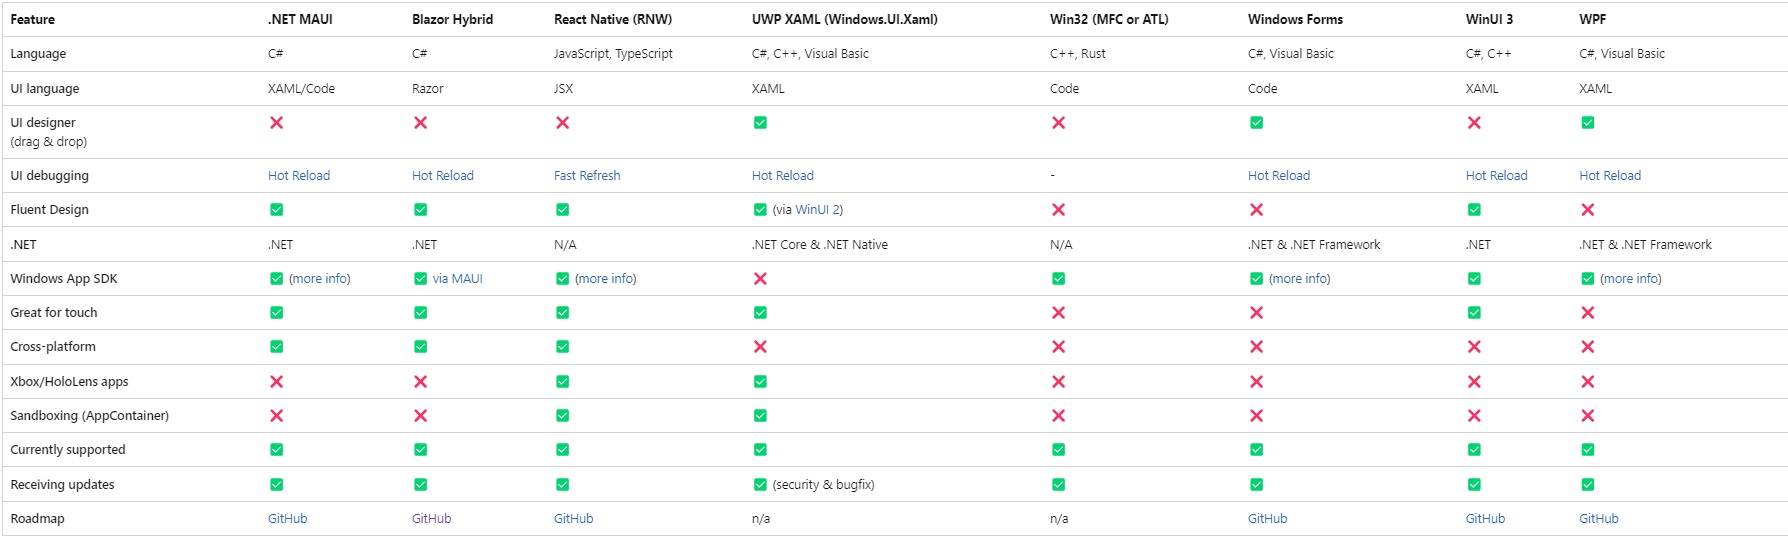 Feature .NET MAUI Blazor Hybrid React Native (RNW) UWP XAML (Windows.UI.Xaml) Win32 (MFC or ATL) Windows Forms WinUI 3 WPF
Language C# C# JavaScript, TypeScript C#, C++, Visual Basic C++, Rust C#, Visual Basic C#, C++ C#, Visual Basic
UI language XAML/Code Razor JSX XAML Code Code XAML XAML
UI designer ❌ ❌ ❌ ✅ ❌ ✅ ❌ ✅
(drag & drop)
UI debugging Hot Reload Hot Reload Fast Refresh Hot Reload - Hot Reload Hot Reload Hot Reload
Fluent Design ✅ ✅ ✅ ✅ (via WinUI 2) ❌ ❌ ✅ ❌
.NET .NET .NET N/A .NET Core & .NET Native N/A .NET & .NET Framework .NET .NET & .NET Framework
Windows App SDK ✅ (more info) ✅ via MAUI ✅ (more info) ❌ ✅ ✅ (more info) ✅ ✅ (more info)
Great for touch ✅ ✅ ✅ ✅ ❌ ❌ ✅ ❌
Cross-platform ✅ ✅ ✅ ❌ ❌ ❌ ❌ ❌
Xbox/HoloLens apps ❌ ❌ ✅ ✅ ❌ ❌ ❌ ❌
Sandboxing (AppContainer) ❌ ❌ ✅ ✅ ❌ ❌ ❌ ❌
Currently supported ✅ ✅ ✅ ✅ ✅ ✅ ✅ ✅
Receiving updates ✅ ✅ ✅ ✅ (security & bugfix) ✅ ✅ ✅ ✅
Roadmap GitHub GitHub GitHub n/a n/a GitHub GitHub GitHub